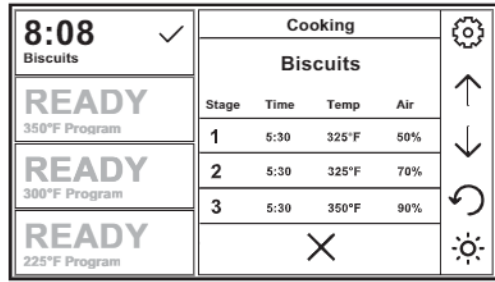 8:08
Biscuits
READY
350°F Program
READY
300°F Program
READY
225°F Program
Cooking
Biscuits
Stage Time Temp Air
1 5:30 325°F 50%
2 5:30 325°F 70%
3 5:30 350°F 90%